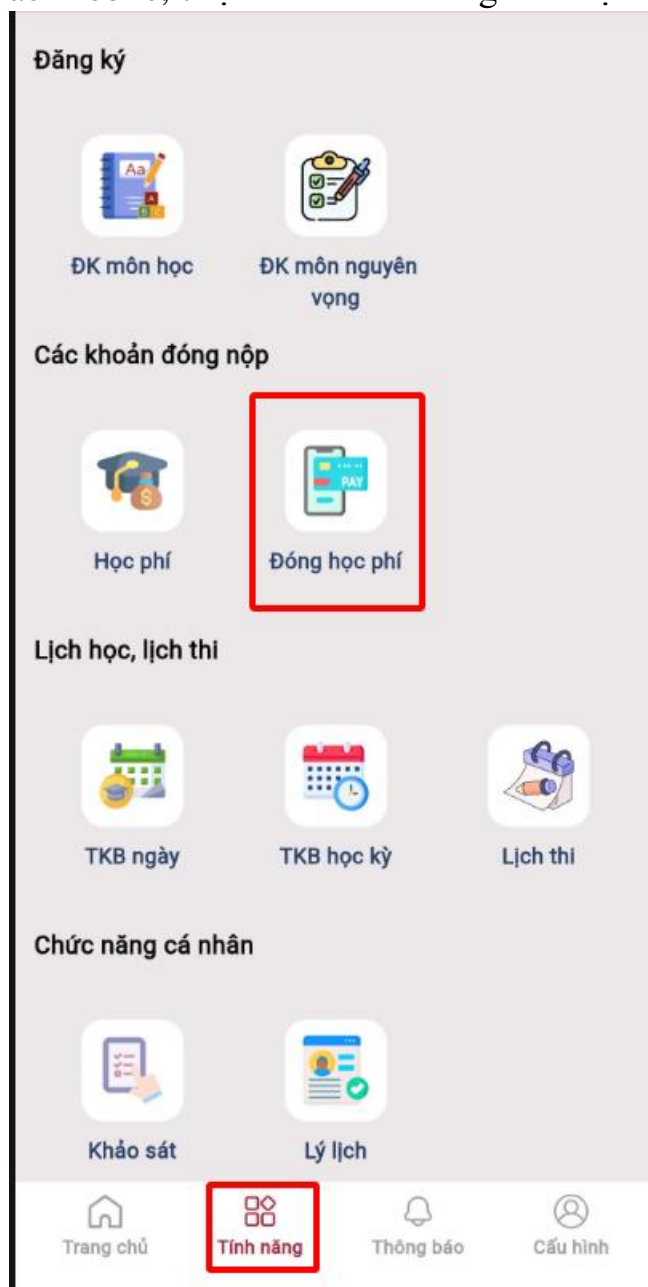 Đăng ký
Aa
A
B C
ĐK môn học
ĐK môn nguyên
vọng
Các khoản đóng nộp
PAY
$
Học phí
Đóng học phí
Lịch học, lịch thi
TKB ngày
TKB học kỳ
Lịch thi
Chức năng cá nhân
Khảo sát
Lý lịch
Trang chủ
Tính năng
Thông báo
Cấu hình